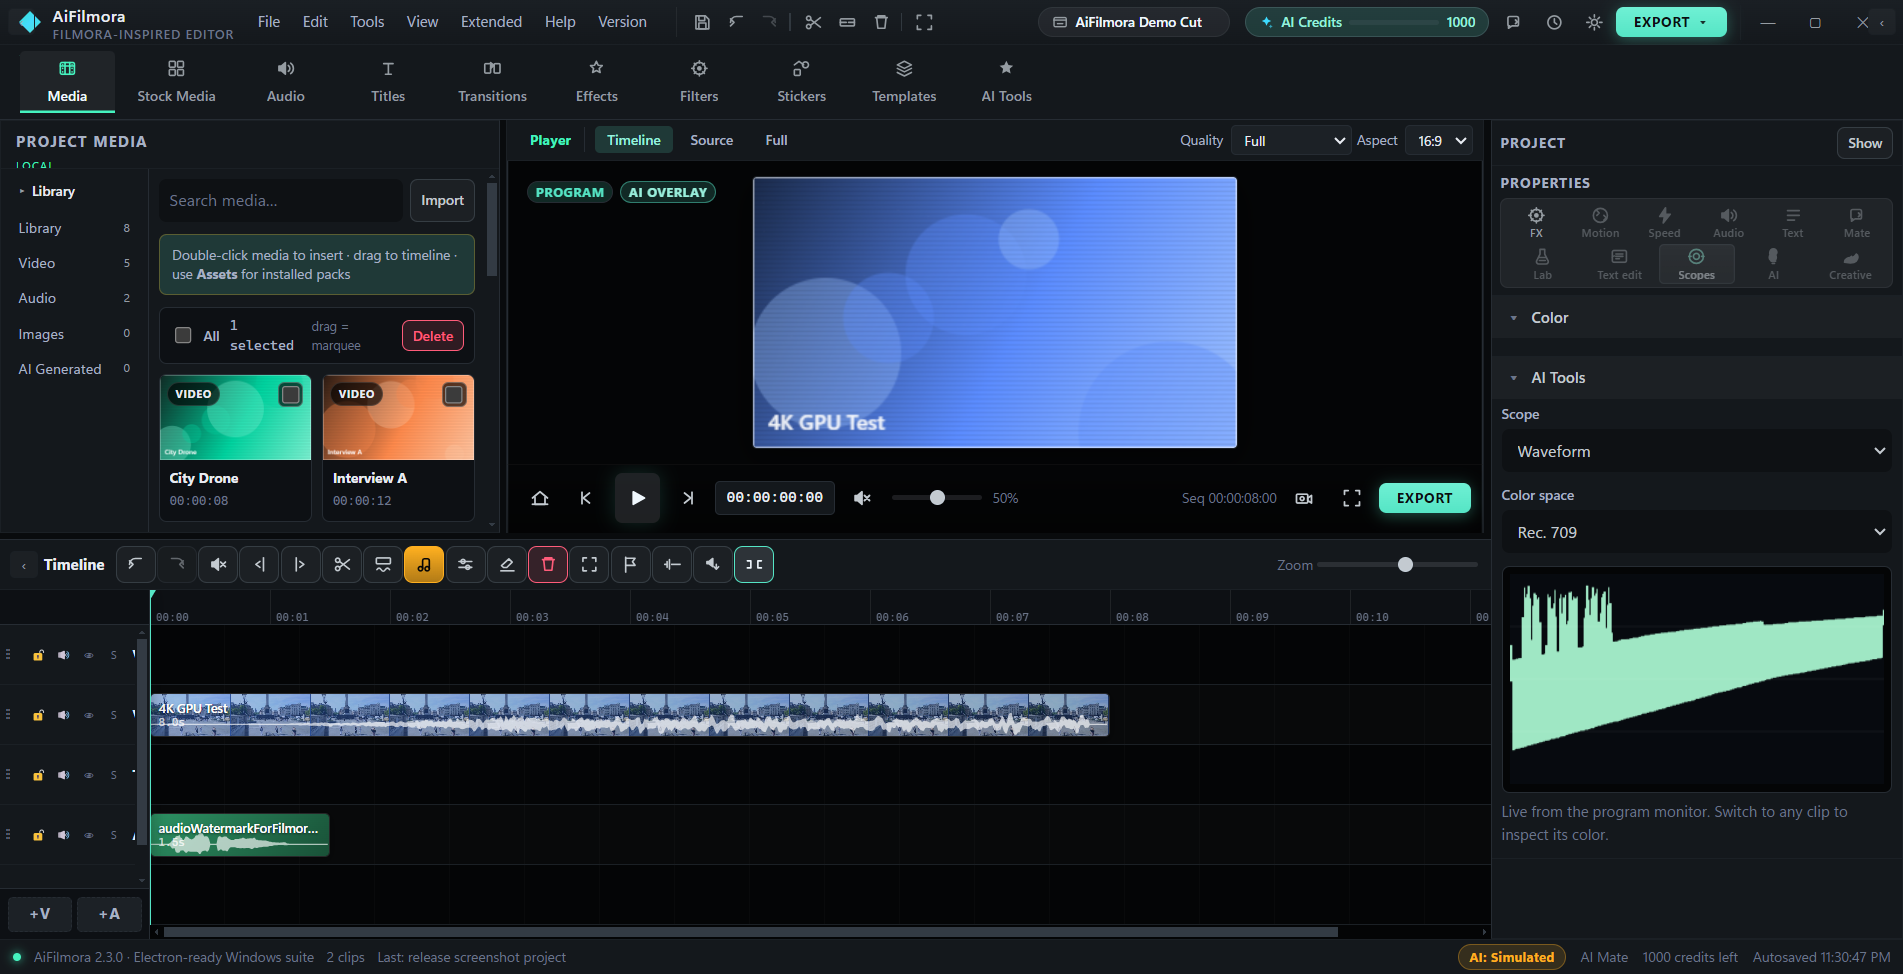 AiFilmora
FILMORA-INSPIRED EDITOR
File Edit Tools View Extended Help Version
AiFilmora Demo Cut
AI Credits 1000
EXPORT
Media
Stock Media
Audio
Titles
Transitions
Effects
Filters
Stickers
Templates
AI Tools
PROJECT MEDIA
LOCAL
Library
Library 8
Video 5
Audio 2
Images 0
AI Generated 0
Search media...
Import
Double-click media to insert · drag to timeline ·
use Assets for installed packs
All
1
selected
drag =
marquee
Delete
VIDEO
City Drone
City Drone
00:00:08
VIDEO
Interview A
Interview A
00:00:12
Player
Timeline
Source
Full
Quality
Full
Aspect
16:9
PROGRAM
AI OVERLAY
4K GPU Test
00:00:00:00
50%
Seq 00:00:08:00
EXPORT
PROJECT
Show
PROPERTIES
FX
Motion
Speed
Audio
Text
Mate
Lab
Text edit
Scopes
AI
Creative
Color
AI Tools
Scope
Waveform
Color space
Rec. 709
Live from the program monitor. Switch to any clip to
inspect its color.
Timeline
Zoom
00:00 00:01 00:02 00:03 00:04 00:05 00:06 00:07 00:08 00:09 00:10 00
S
S
4K GPU Test
8.0s
S
S
audioWatermarkForFilmor...
1.5s
+V
+A
AiFilmora 2.3.0 · Electron-ready Windows suite
2 clips
Last: release screenshot project
AI: Simulated
AI Mate
1000 credits left
Autosaved 11:30:47 PM